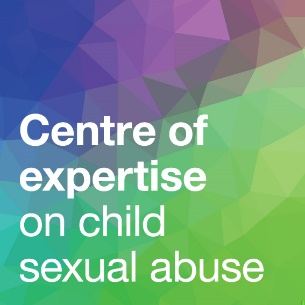 Centre of
expertise
on child
sexual abuse